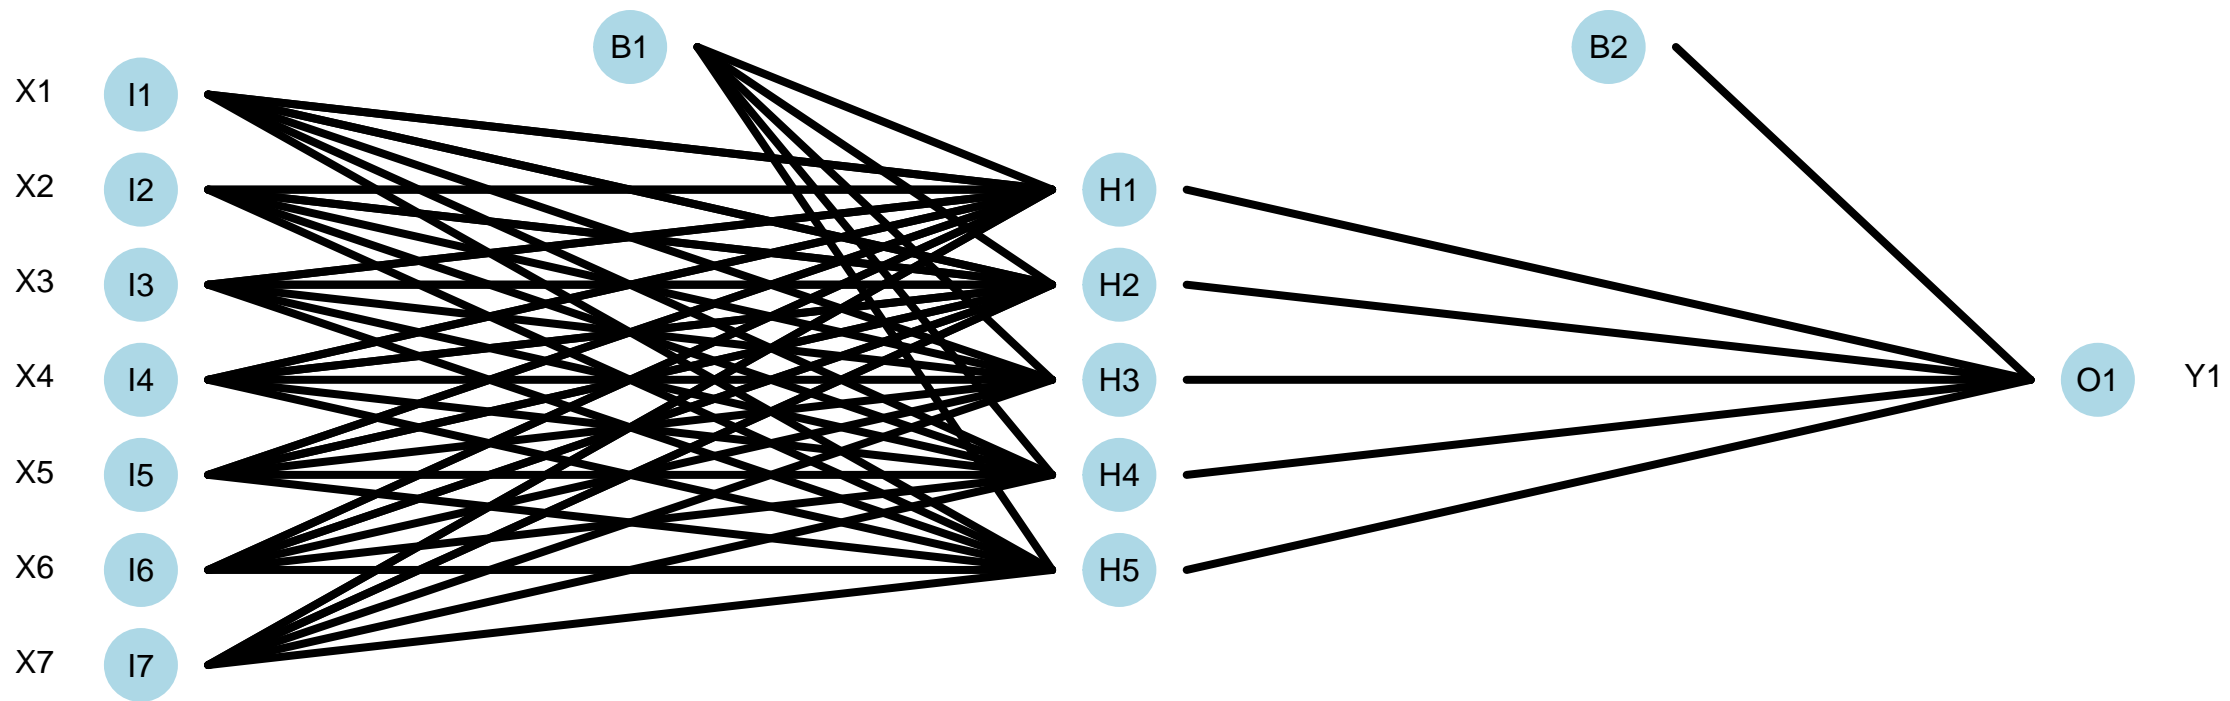 B1
B2
X1 I1
X2 I2 H1
X3 I3 H2
X4 I4 H3 O1 Y1
X5 I5 H4
X6 I6 H5
X7 I7